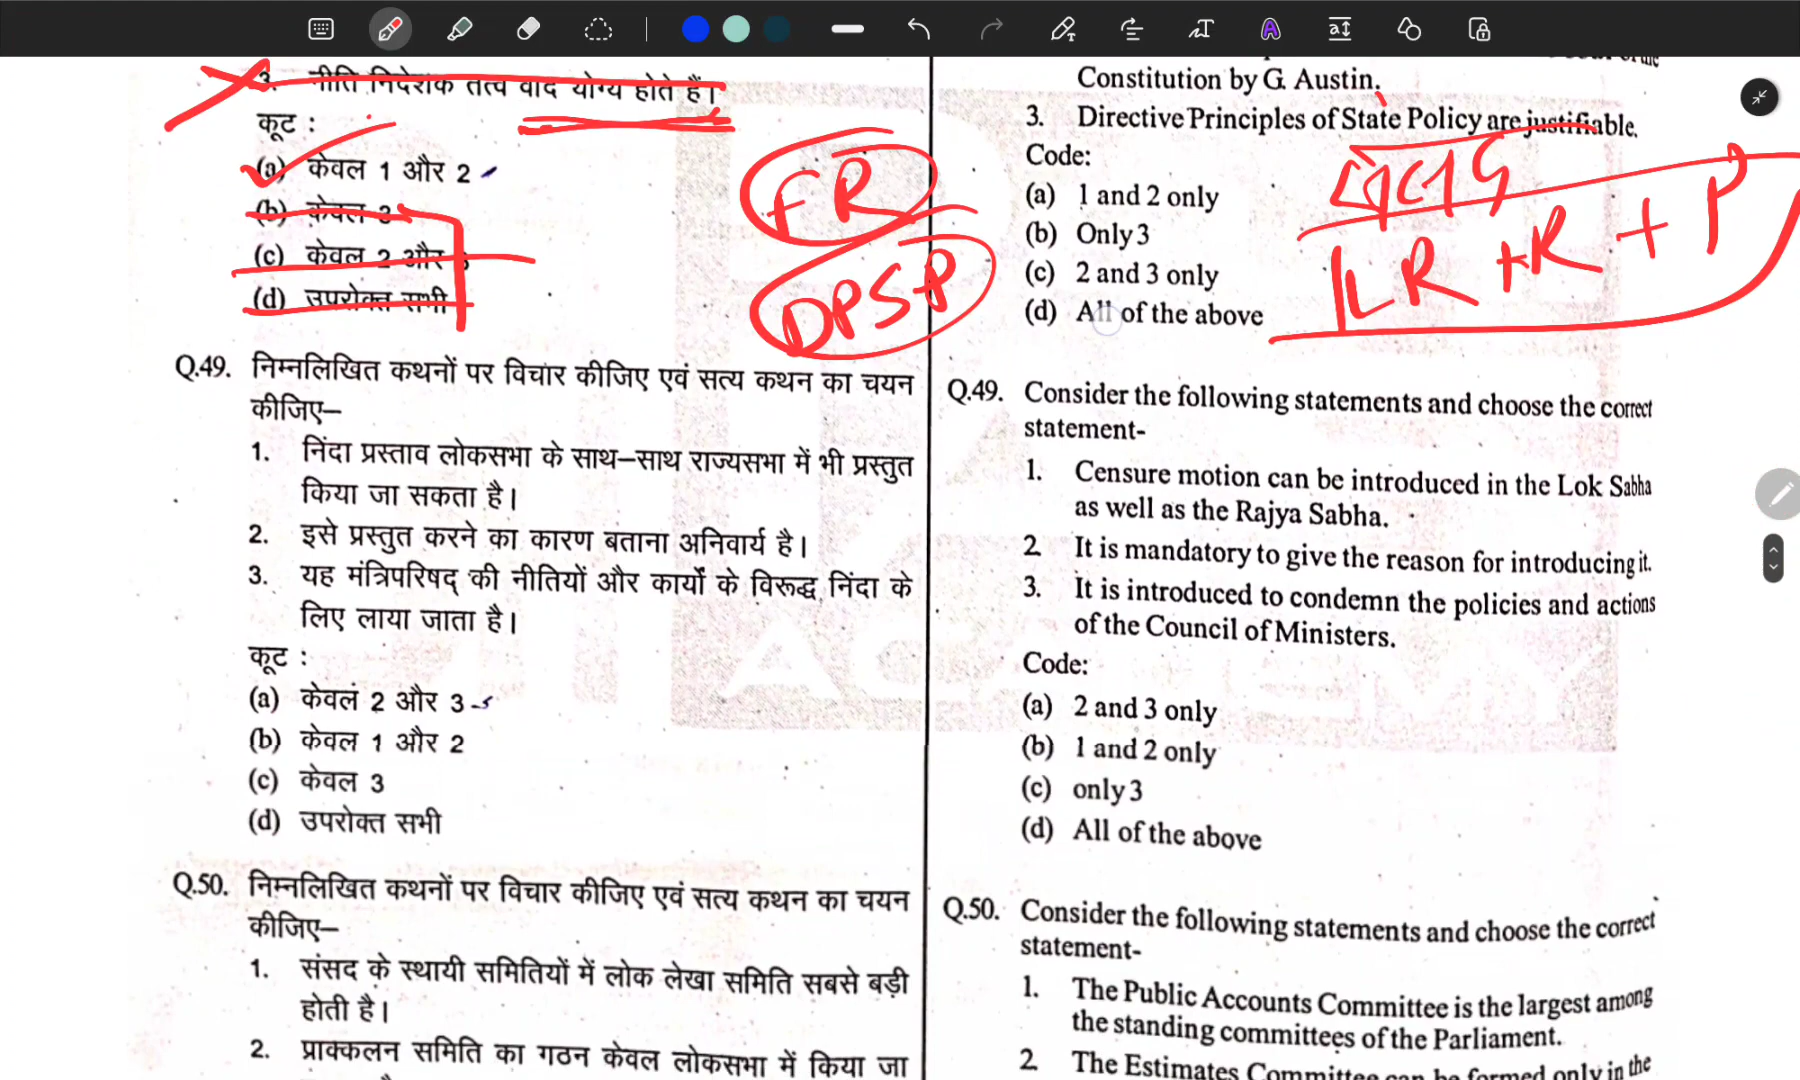 3. नीति निदेशक तत्व वाद योग्य होते हैं।
कूट :
(a) केवल 1 और 2
(b) केवल 3
(c) केवल 2 और 3
(d) उपरोक्त सभी
FR
DPSP
Q.49. निम्नलिखित कथनों पर विचार कीजिए एवं सत्य कथन का चयन
कीजिए–
1. निंदा प्रस्ताव लोकसभा के साथ–साथ राज्यसभा में भी प्रस्तुत
किया जा सकता है।
2. इसे प्रस्तुत करने का कारण बताना अनिवार्य है।
3. यह मंत्रिपरिषद् की नीतियों और कार्यों के विरूद्ध निंदा के
लिए लाया जाता है।
कूट :
(a) केवल 2 और 3
(b) केवल 1 और 2
(c) केवल 3
(d) उपरोक्त सभी
Q.50. निम्नलिखित कथनों पर विचार कीजिए एवं सत्य कथन का चयन
कीजिए–
1. संसद के स्थायी समितियों में लोक लेखा समिति सबसे बड़ी
होती है।
2. प्राक्कलन समिति का गठन केवल लोकसभा में किया जा
Constitution by G. Austin.
3. Directive Principles of State Policy are justifiable.
Code:
(a) 1 and 2 only
(b) Only 3
(c) 2 and 3 only
(d) All of the above
LR + R + P
Q.49. Consider the following statements and choose the correct
statement-
1. Censure motion can be introduced in the Lok Sabha
as well as the Rajya Sabha.
2 It is mandatory to give the reason for introducing it.
3. It is introduced to condemn the policies and actions
of the Council of Ministers.
Code:
(a) 2 and 3 only
(b) 1 and 2 only
(c) only 3
(d) All of the above
Q.50. Consider the following statements and choose the correct
statement-
1. The Public Accounts Committee is the largest among
the standing committees of the Parliament.
2 The Estimates Committee can be formed only in the
ACADEMY